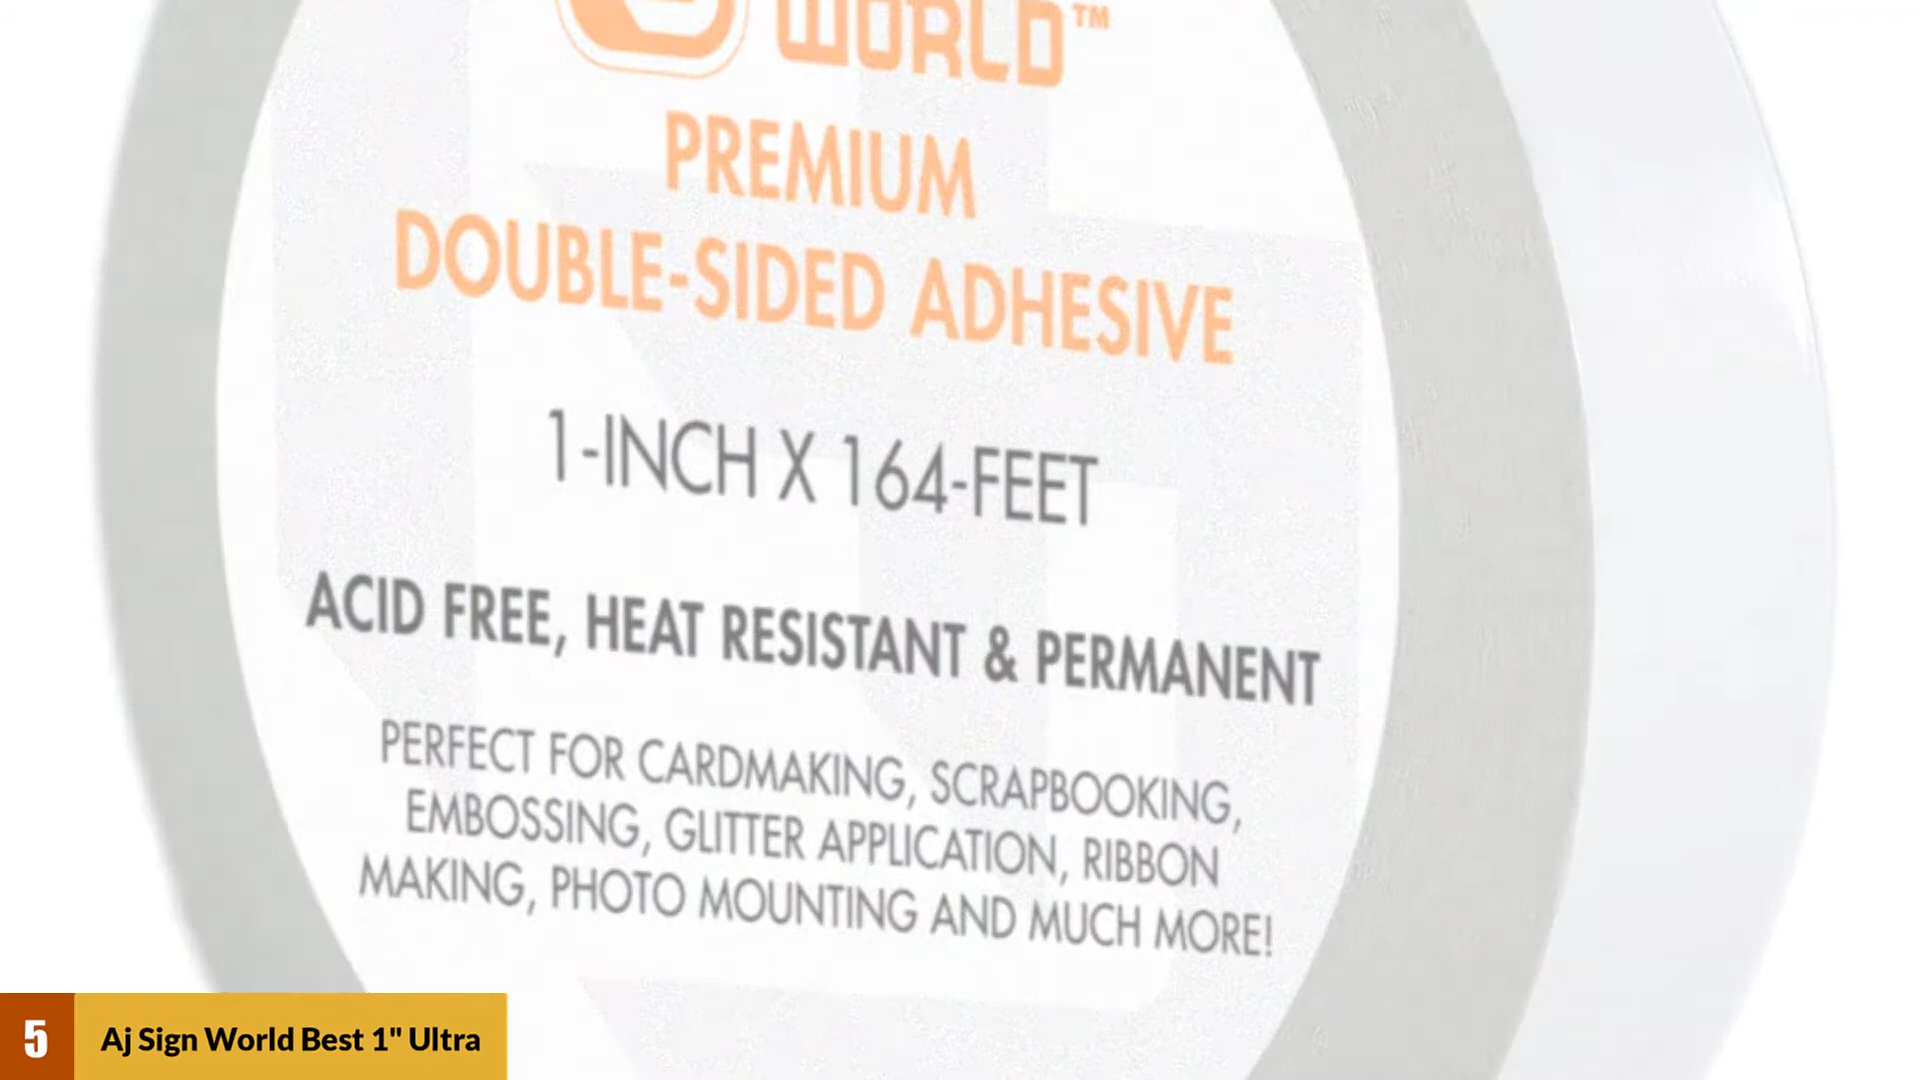 WORLD™
PREMIUM
DOUBLE-SIDED ADHESIVE
1-INCH X 164-FEET
ACID FREE, HEAT RESISTANT & PERMANENT
PERFECT FOR CARDMAKING, SCRAPBOOKING,
EMBOSSING, GLITTER APPLICATION, RIBBON
MAKING, PHOTO MOUNTING AND MUCH MORE!
5 Aj Sign World Best 1" Ultra